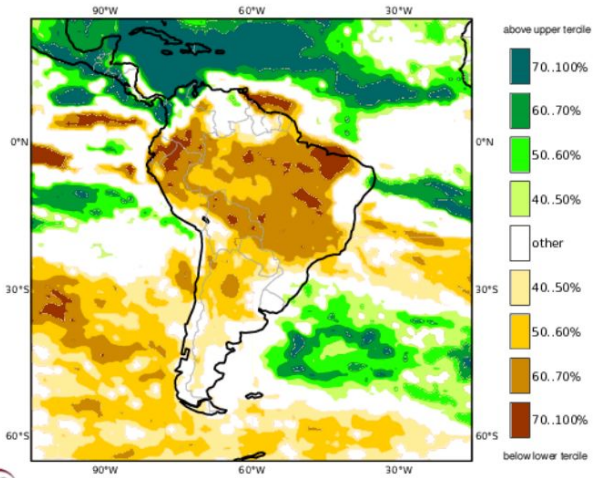 90°W 60°W 30°W
above upper tercile
70..100%
60..70%
0°N 0°N
50..60%
40..50%
other
30°S 30°S
40..50%
50..60%
60..70%
70..100%
60°S 60°S
below lower tercile
90°W 60°W 30°W